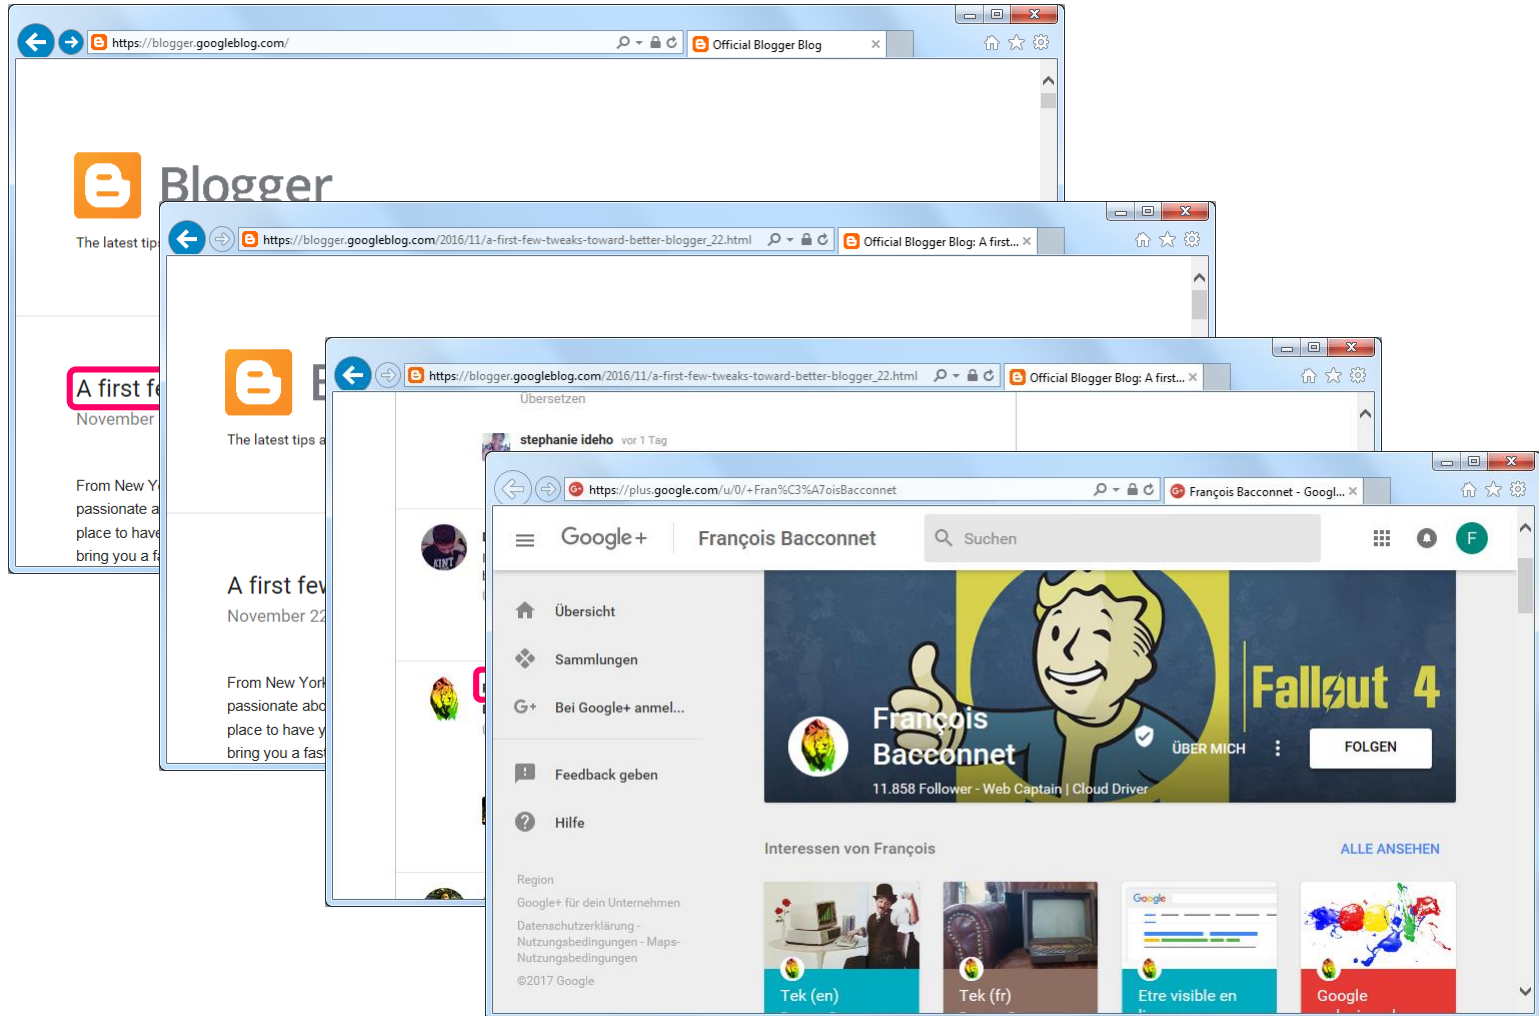 https://blogger.googleblog.com/
Official Blogger Blog
Blogger
The latest tips
A first fe
November
From New Y
passionate a
place to have
bring you a fa
https://blogger.googleblog.com/2016/11/a-first-few-tweaks-toward-better-blogger_22.html
Official Blogger Blog: A first...
The latest tips a
A first few
November 22
From New York
passionate abo
place to have y
bring you a fas
https://blogger.googleblog.com/2016/11/a-first-few-tweaks-toward-better-blogger_22.html
Official Blogger Blog: A first...
Übersetzen
stephanie ideho vor 1 Tag
KINT
https://plus.google.com/u/0/+Fran%C3%A7oisBacconnet
François Bacconnet - Googl...
Google+
François Bacconnet
Suchen
F
Übersicht
Sammlungen
G+ Bei Google+ anmel...
Feedback geben
Hilfe
Region
Google+ für dein Unternehmen
Datenschutzerklärung -
Nutzungsbedingungen - Maps-
Nutzungsbedingungen
©2017 Google
Fallout 4
François
Bacconnet
11.858 Follower - Web Captain | Cloud Driver
ÜBER MICH
FOLGEN
Interessen von François
ALLE ANSEHEN
Google
Tek (en)
Tek (fr)
Etre visible en
Google